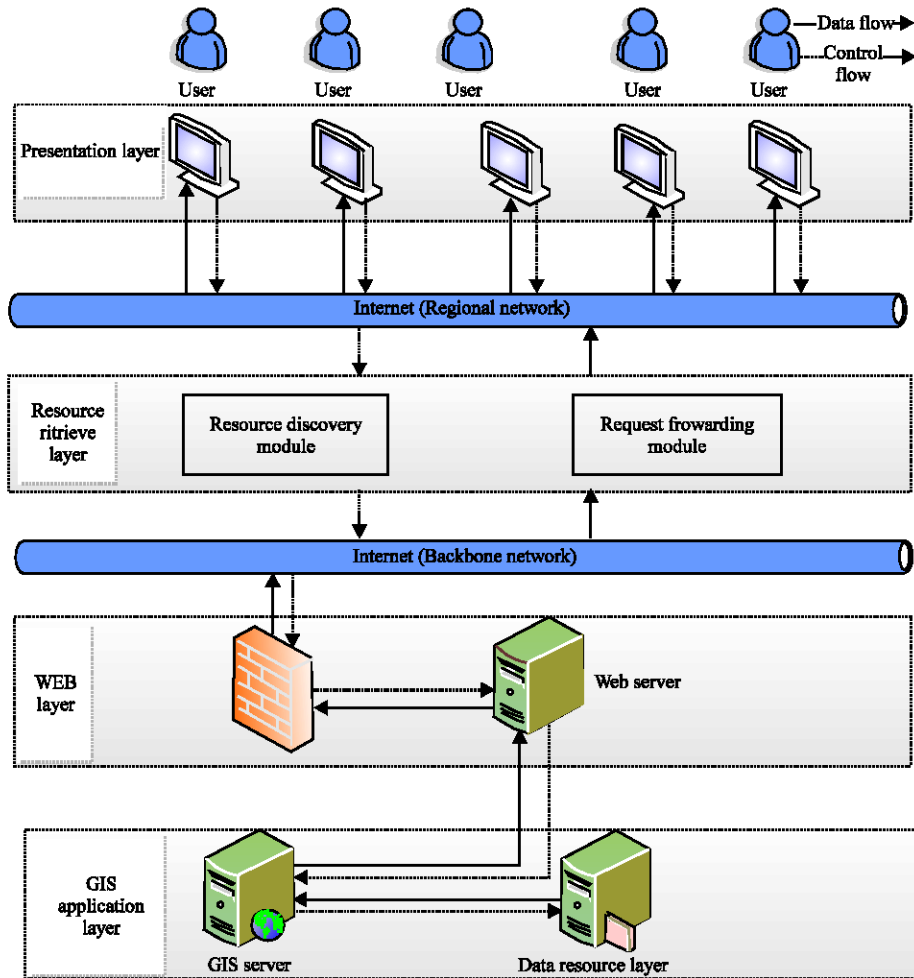 Data flow
Control
flow
User
User
User
User
User
Presentation layer
Internet (Regional network)
Resource
ritrieve
layer
Resource discovery
module
Request frowarding
module
Internet (Backbone network)
WEB
layer
Web server
GIS
application
layer
GIS server
Data resource layer